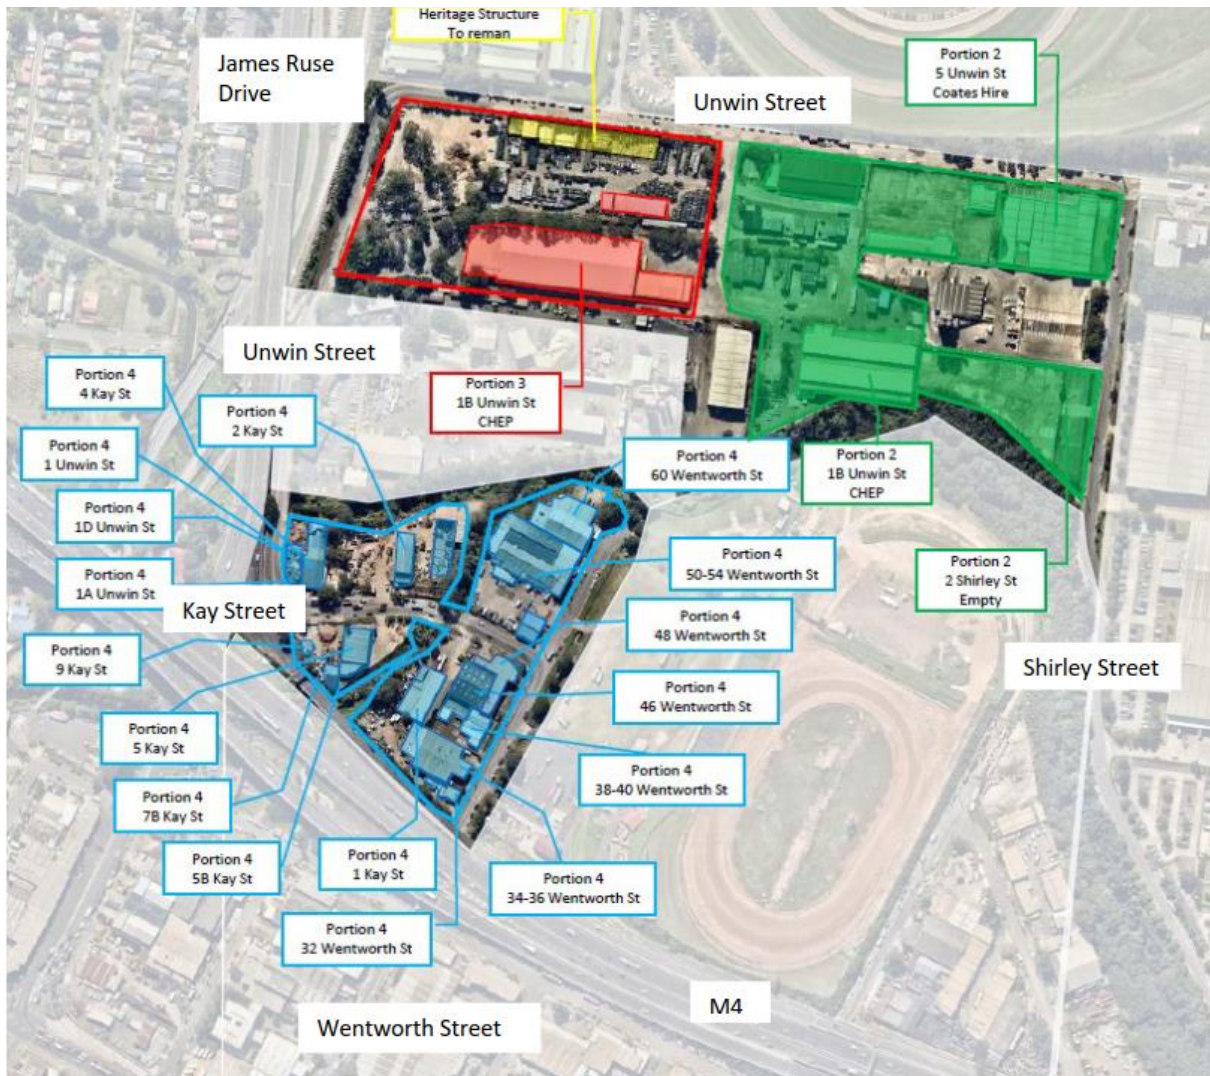 Heritage Structure
To reman
James Ruse
Drive
Unwin Street
Portion 2
5 Unwin St
Coates Hire
Unwin Street
Portion 4
4 Kay St
Portion 4
2 Kay St
Portion 3
1B Unwin St
CHEP
Portion 4
1 Unwin St
Portion 4
60 Wentworth St
Portion 2
1B Unwin St
CHEP
Portion 4
1D Unwin St
Portion 4
50-54 Wentworth St
Portion 2
2 Shirley St
Empty
Portion 4
1A Unwin St
Kay Street
Portion 4
48 Wentworth St
Portion 4
9 Kay St
Shirley Street
Portion 4
46 Wentworth St
Portion 4
5 Kay St
Portion 4
38-40 Wentworth St
Portion 4
7B Kay St
Portion 4
5B Kay St
Portion 4
1 Kay St
Portion 4
34-36 Wentworth St
Portion 4
32 Wentworth St
M4
Wentworth Street